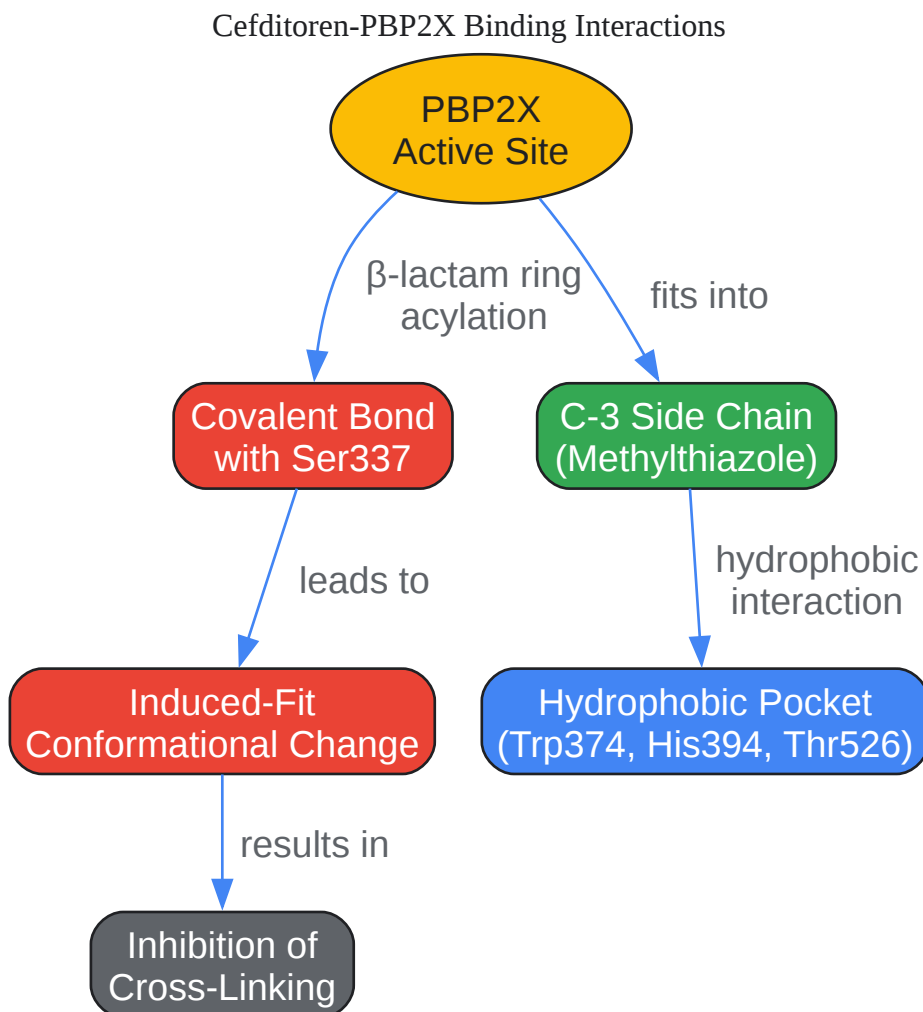 Cefditoren-PBP2X Binding Interactions
PBP2X
Active Site
β-lactam ring
acylation
fits into
Covalent Bond
with Ser337
C-3 Side Chain
(Methylthiazole)
leads to
hydrophobic
interaction
Induced-Fit
Conformational Change
Hydrophobic Pocket
(Trp374, His394, Thr526)
results in
Inhibition of
Cross-Linking